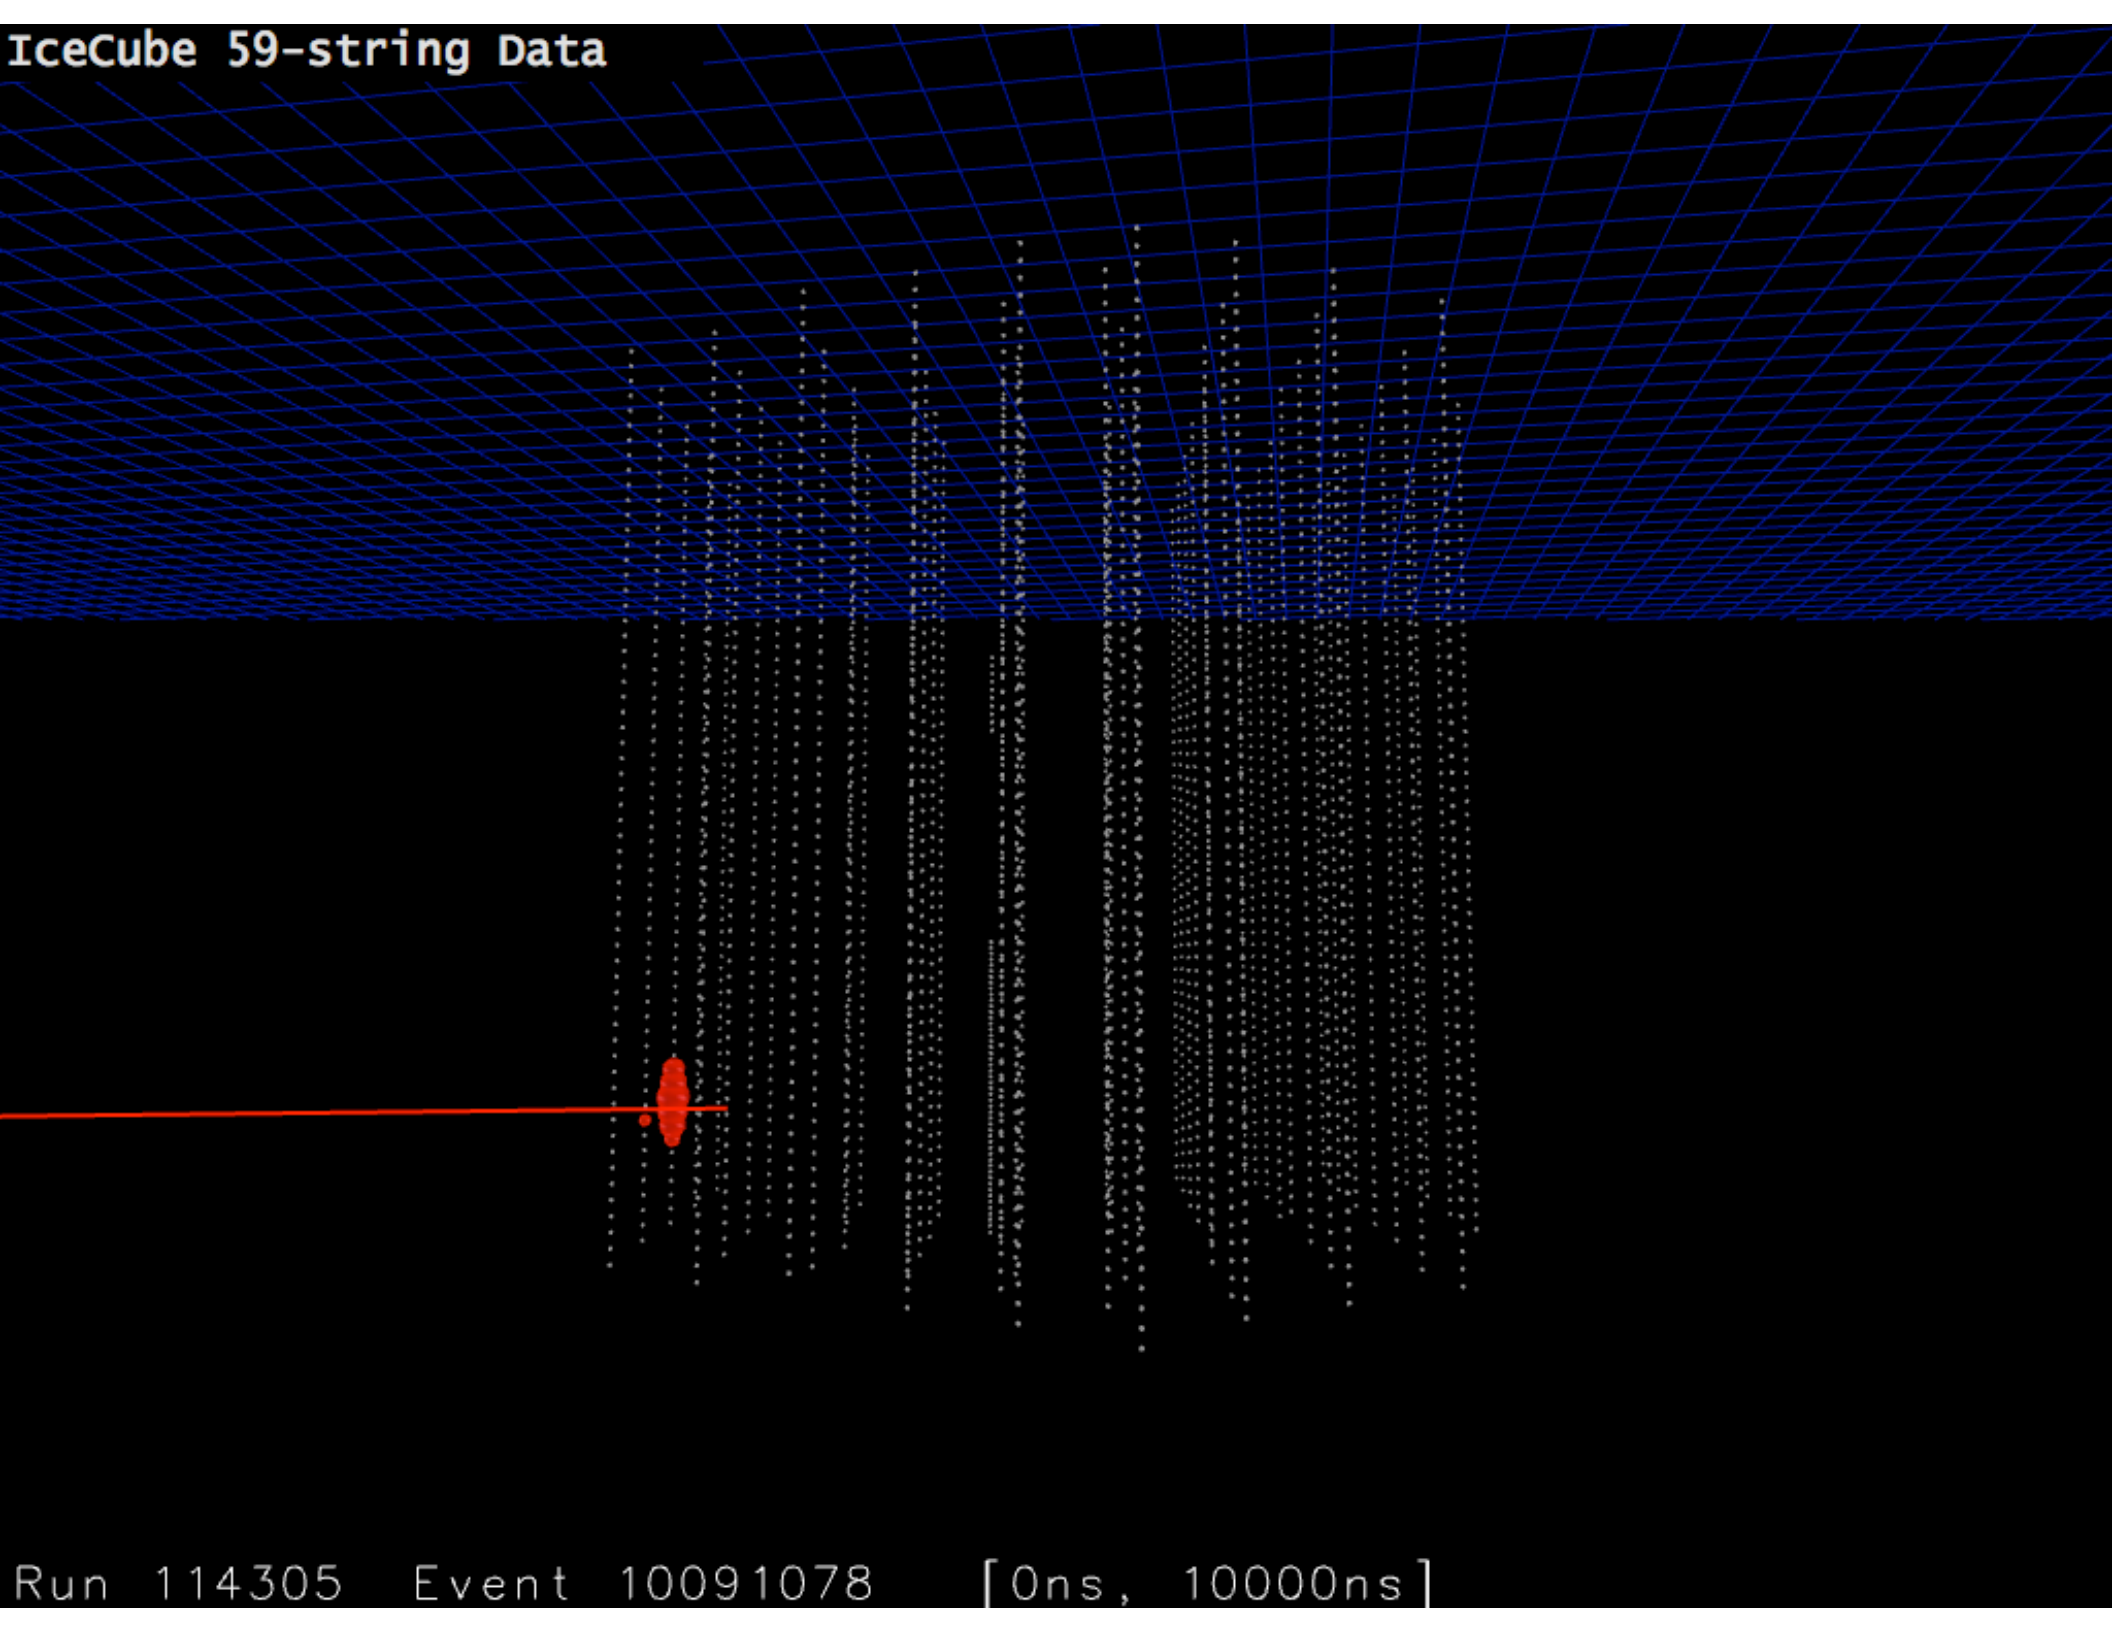 IceCube 59-string Data
Run 114305 Event 10091078 [0ns, 10000ns]